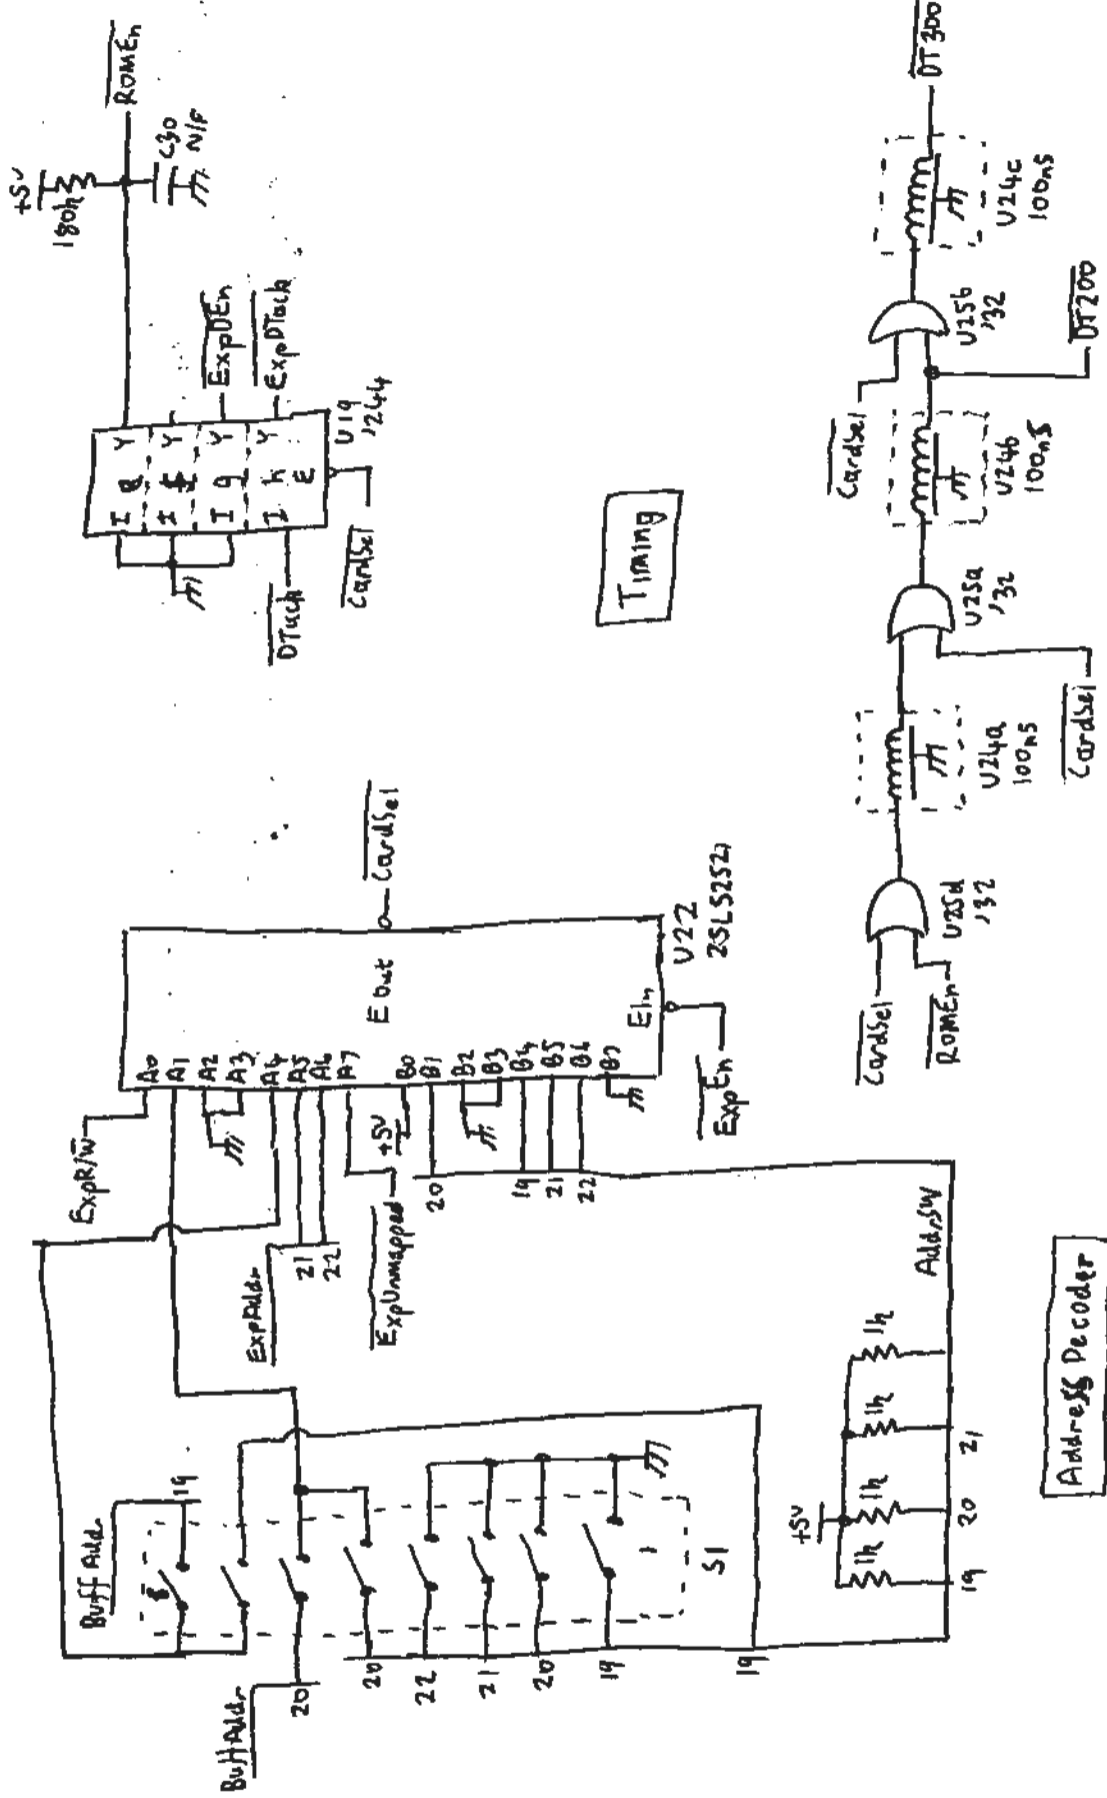 +5V
180h
ROMEn
C30
N/F
I e Y
I f Y
I g Y
I h Y
E
ExpDEn
ExpDTack
DTack
CardSel
U19
'244
ExpR/W
A0
A1
A2
A3
A4
A5
A6
A7
B0
B1
B2
B3
B4
B5
B6
B7
Eout
EIn
CardSel
U22
25LS2521
ExpEn
ExpAddr
21
22
ExpUnmapped
+5V
20
19
21
22
AddrSW
BuffAddr
19
8
1
S1
BuffAddr
20
20
22
21
20
19
19
+5V
1k
1k
1k
1k
19
20
21
Address Decoder
Timing
CardSel
ROMEn
U25d
'32
U24a
100ns
CardSel
U25a
'32
U24b
100ns
CardSel
DT200
U25b
'32
U24c
100ns
DT300